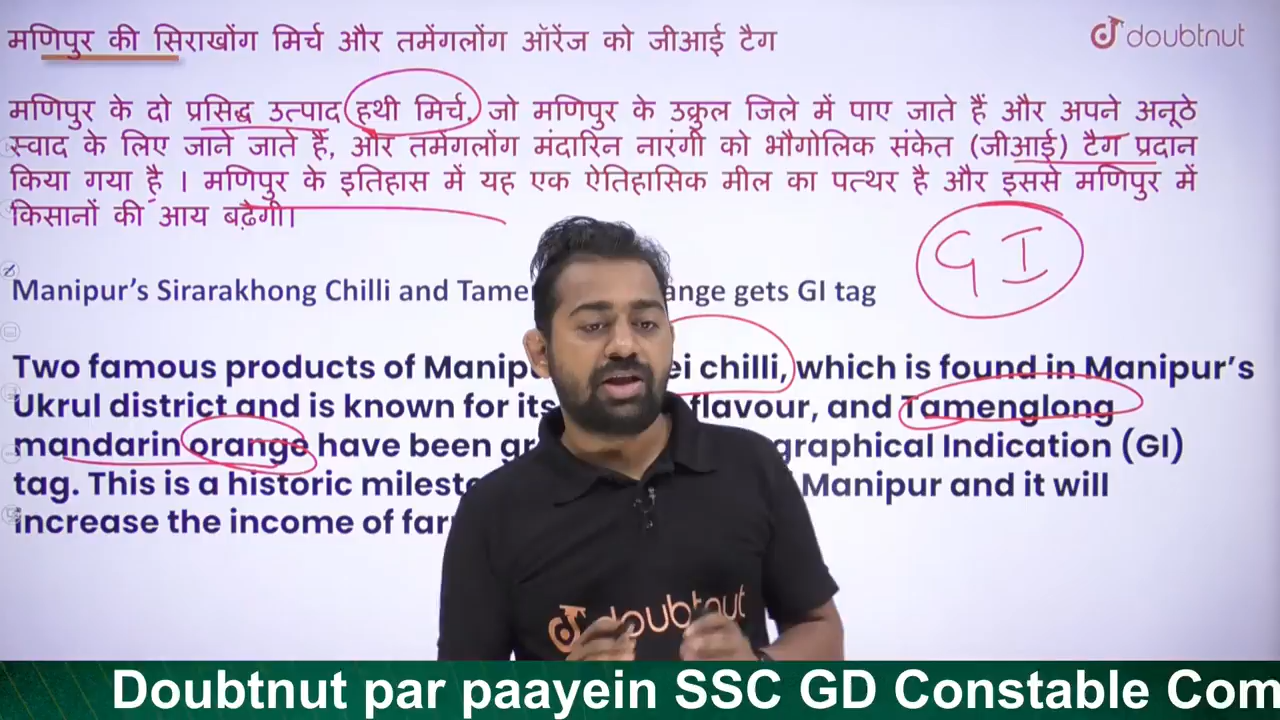 मणिपुर की सिराखोंग मिर्च और तमेंगलोंग ऑरेंज को जीआई टैग
doubtnut
मणिपुर के दो प्रसिद्ध उत्पाद हथी मिर्च, जो मणिपुर के उक्रुल जिले में पाए जाते हैं और अपने अनूठे
स्वाद के लिए जाने जाते हैं, और तमेंगलोंग मंदारिन नारंगी को भौगोलिक संकेत (जीआई) टैग प्रदान
किया गया है । मणिपुर के इतिहास में यह एक ऐतिहासिक मील का पत्थर है और इससे मणिपुर में
किसानों की आय बढ़ैगी।
GI
Manipur's Sirarakhong Chilli and Tame ange gets GI tag
Two famous products of Manip ei chilli, which is found in Manipur's
Ukrul district and is known for its flavour, and Tamenglong
mandarin orange have been gr graphical Indication (GI)
tag. This is a historic milest Manipur and it will
increase the income of far
doubtnut
Doubtnut par paayein SSC GD Constable Com